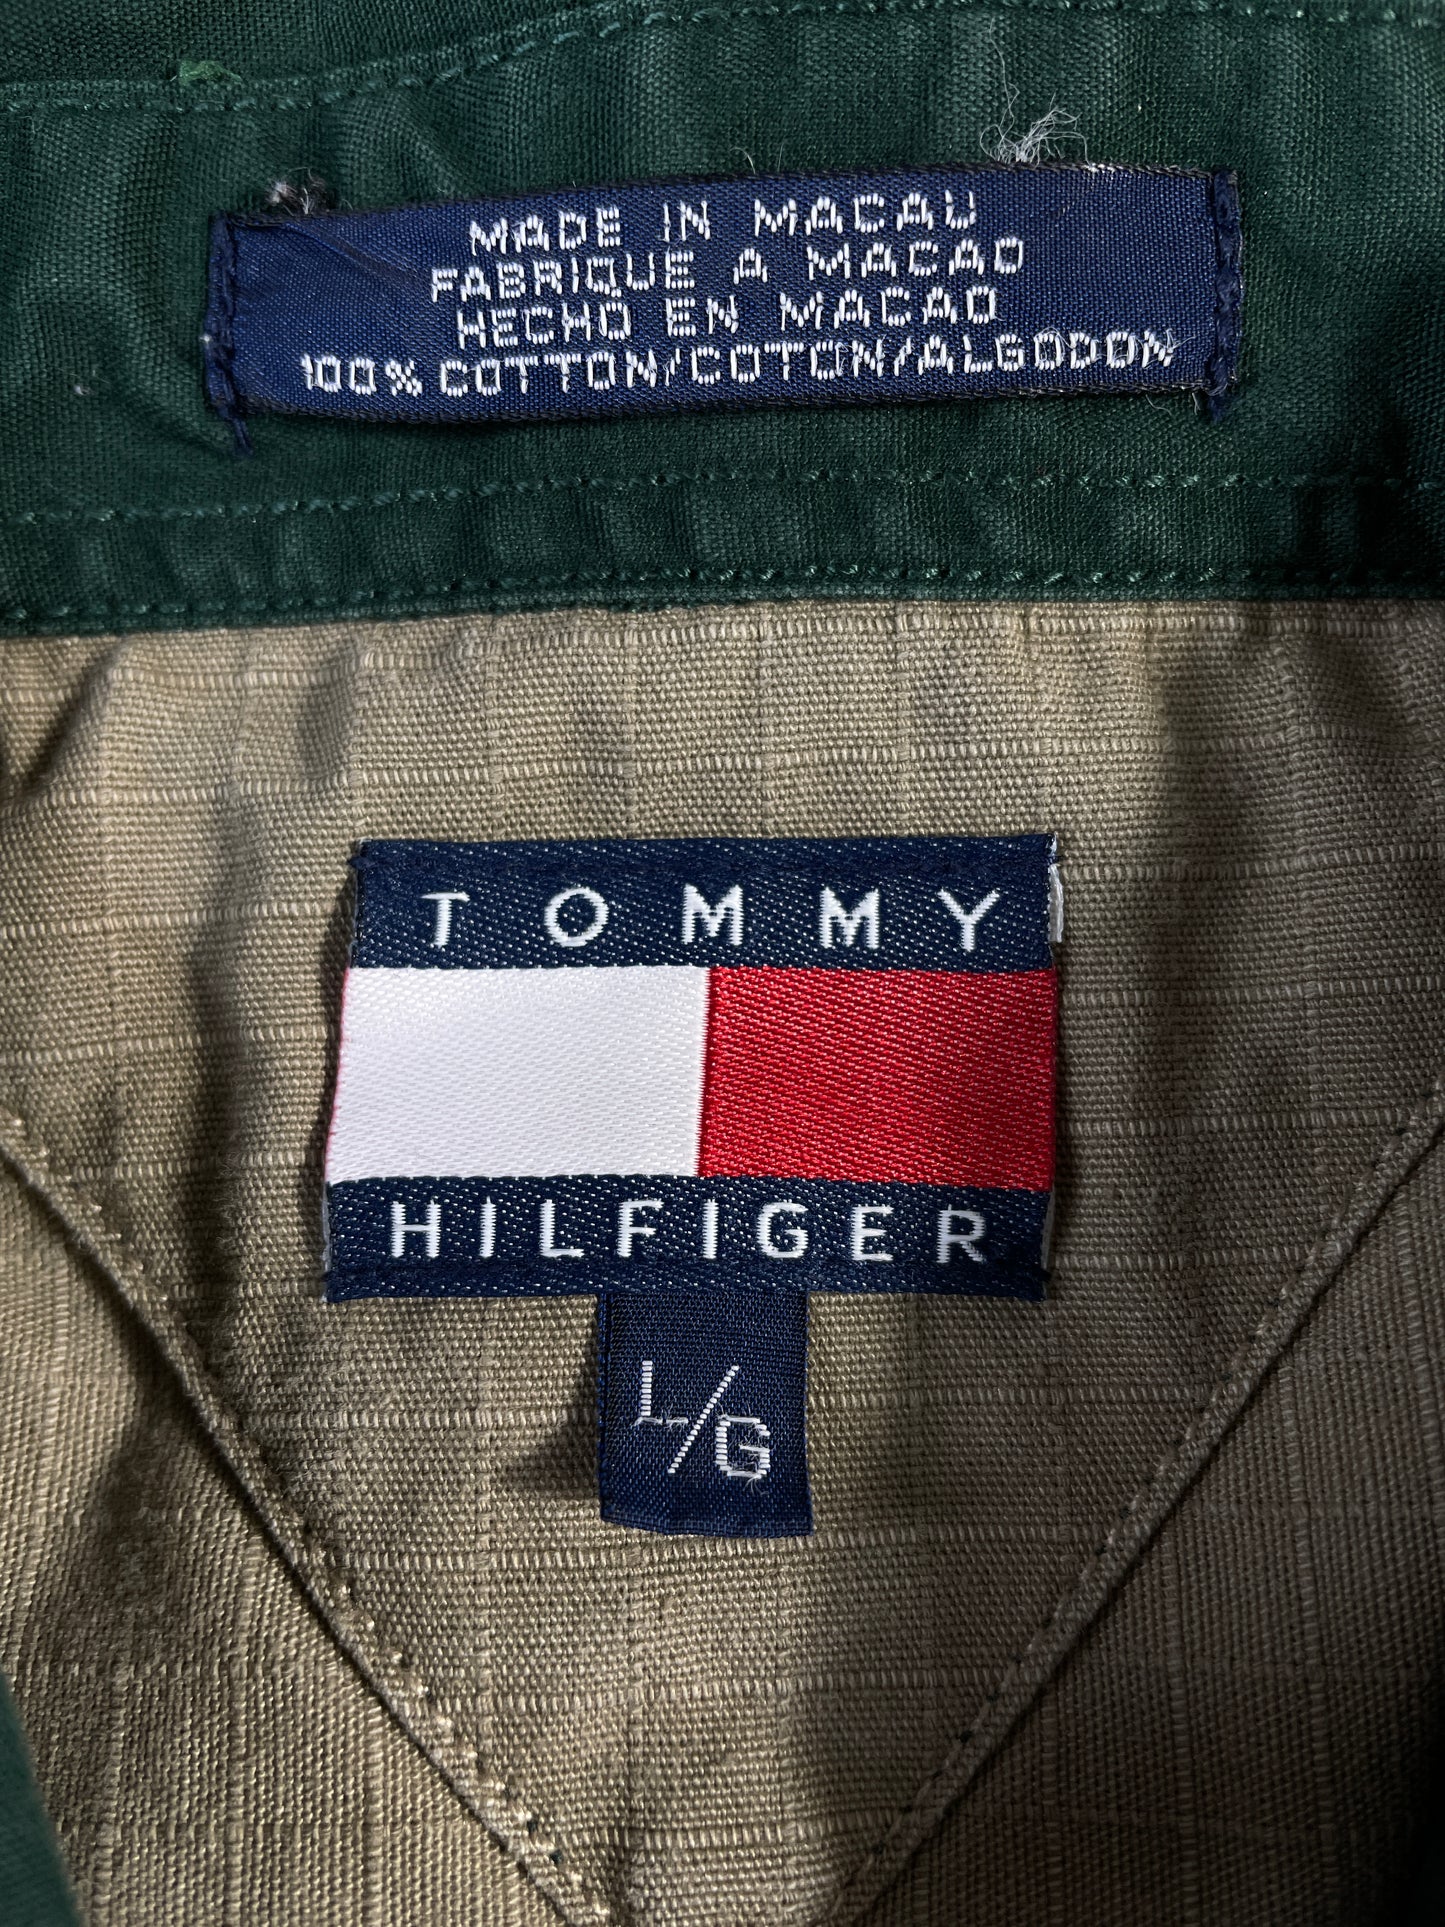 MADE IN MACAU
FABRIQUE A MACAO
HECHO EN MACAO
100% COTTON/COTON/ALGODON
TOMMY
HILFIGER
L/G